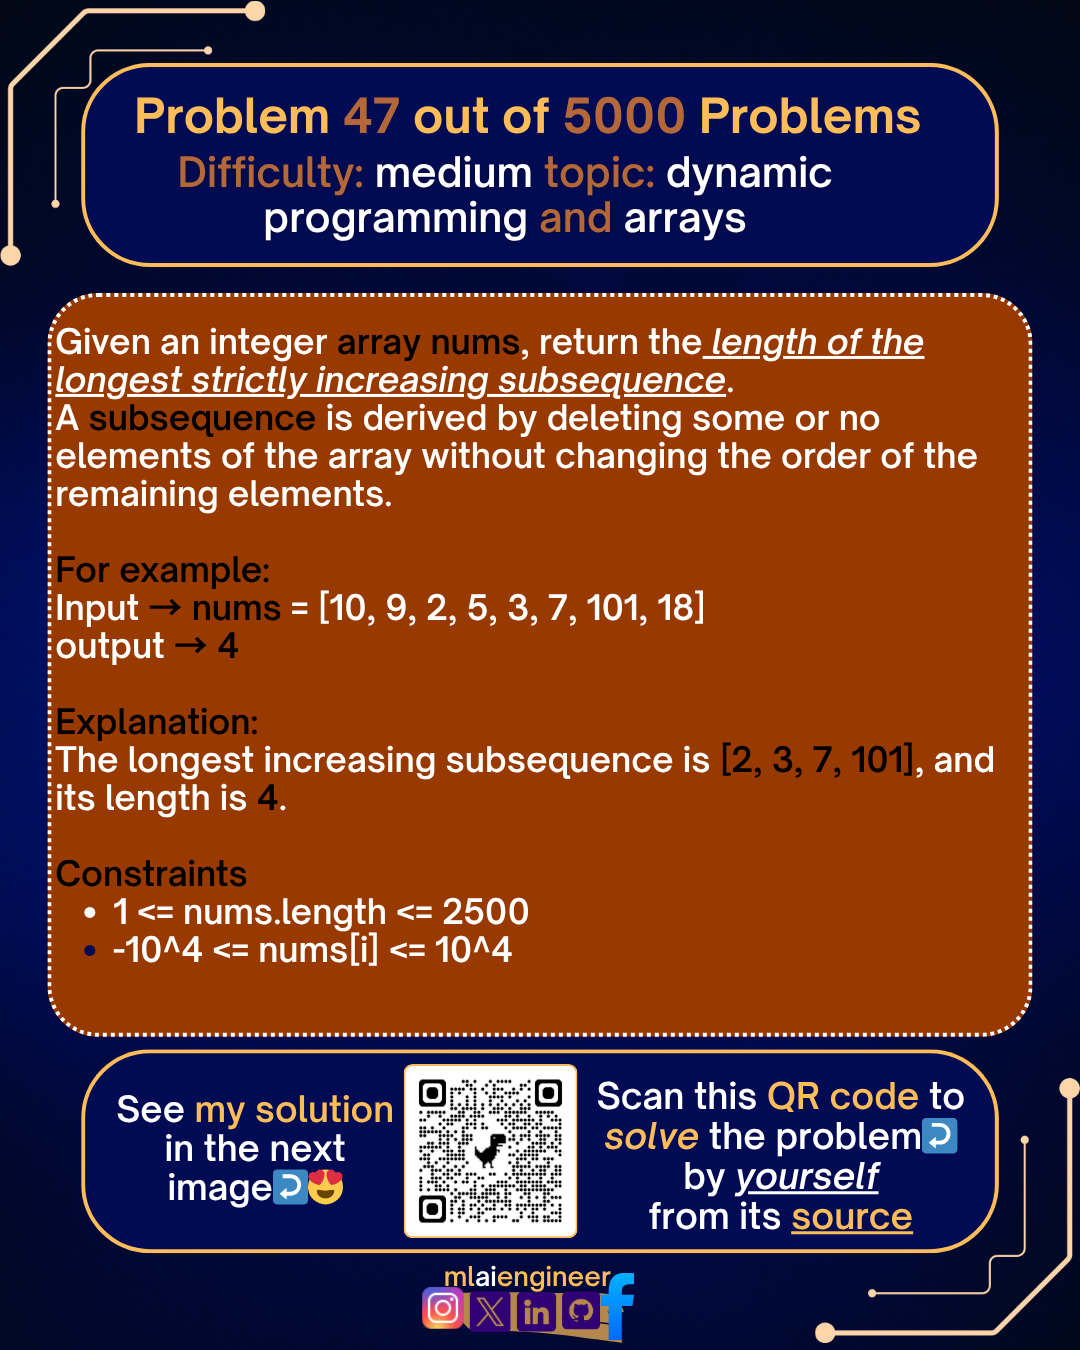 Problem 47 out of 5000 Problems
Difficulty: medium topic: dynamic
programming and arrays
Given an integer array nums, return the length of the
longest strictly increasing subsequence.
A subsequence is derived by deleting some or no
elements of the array without changing the order of the
remaining elements.
For example:
Input → nums = [10, 9, 2, 5, 3, 7, 101, 18]
output → 4
Explanation:
The longest increasing subsequence is [2, 3, 7, 101], and
its length is 4.
Constraints
• 1 <= nums.length <= 2500
• -10^4 <= nums[i] <= 10^4
See my solution
in the next
image↩️😍
Scan this QR code to
solve the problem↩️
by yourself
from its source
mlaiengineer